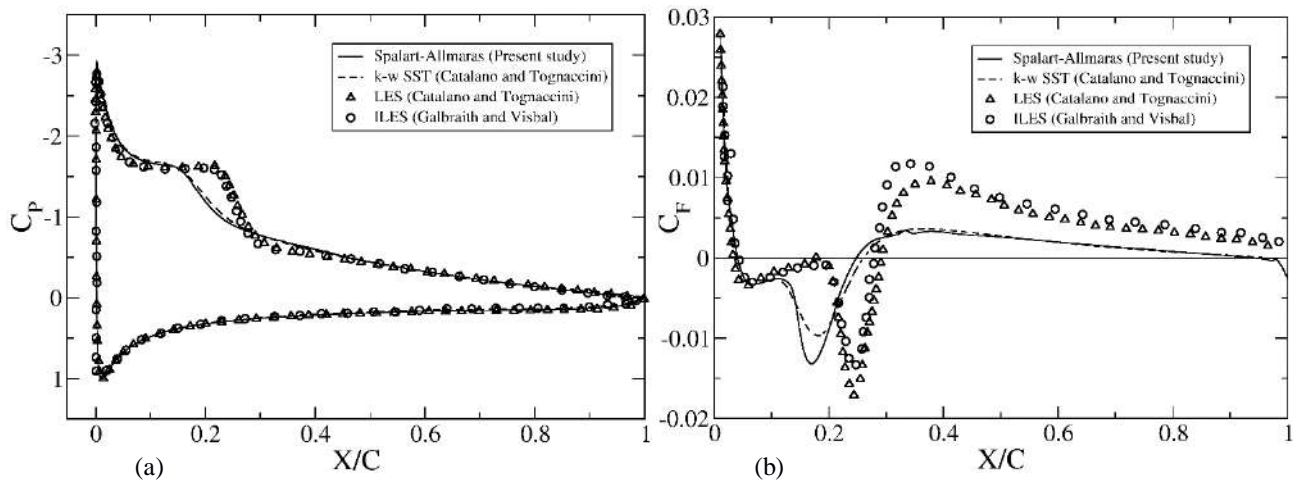 -3
-2
-1
0
1
C_P
Spalart-Allmaras (Present study)
k-w SST (Catalano and Tognaccini)
LES (Catalano and Tognaccini)
ILES (Galbraith and Visbal)
0 0.2 0.4 0.6 0.8 1
X/C
(a)
0.03
0.02
0.01
0
-0.01
-0.02
C_F
Spalart-Allmaras (Present study)
k-w SST (Catalano and Tognaccini)
LES (Catalano and Tognaccini)
ILES (Galbraith and Visbal)
0 0.2 0.4 0.6 0.8 1
X/C
(b)